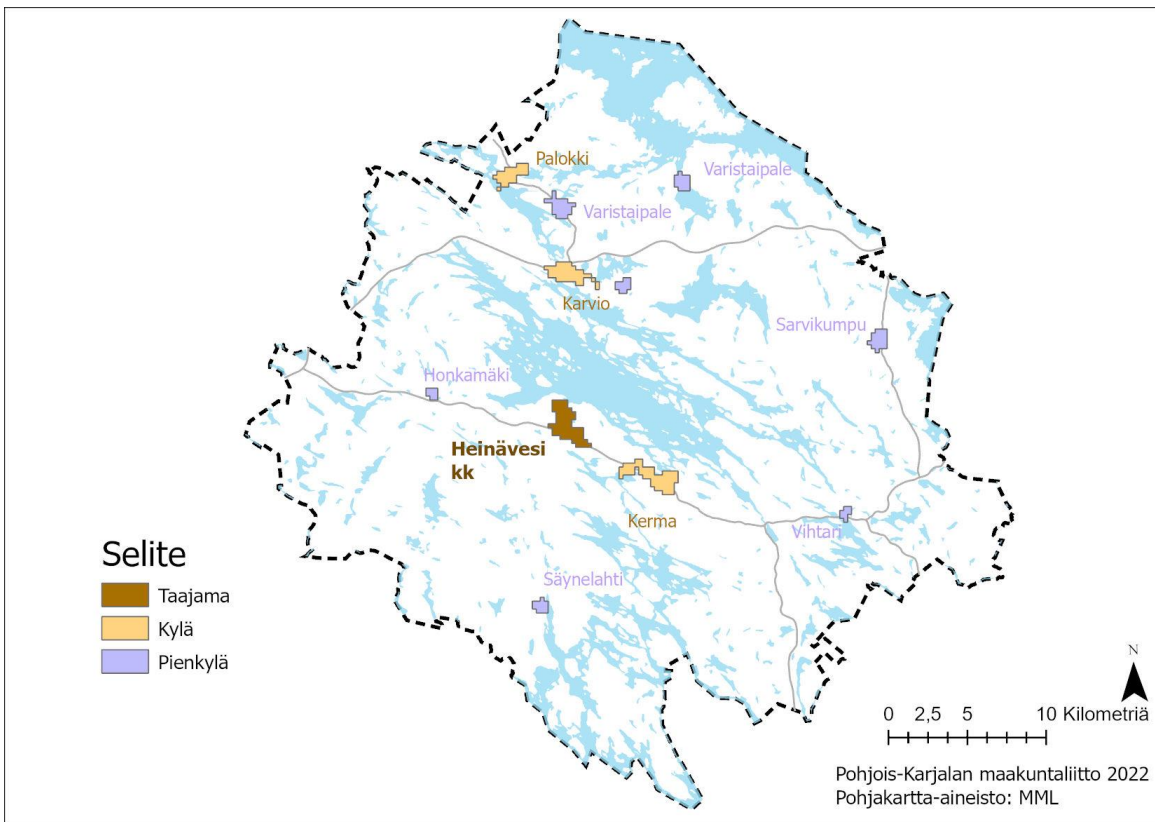 Palokki
Varistaipale
Varistaipale
Karvio
Sarvikumpu
Honkamäki
Heinävesi
kk
Kerma
Vihtari
Säynelahti
Selite
Taajama
Kylä
Pienkylä
N
0 2,5 5 10 Kilometriä
Pohjois-Karjalan maakuntaliitto 2022
Pohjakartta-aineisto: MML